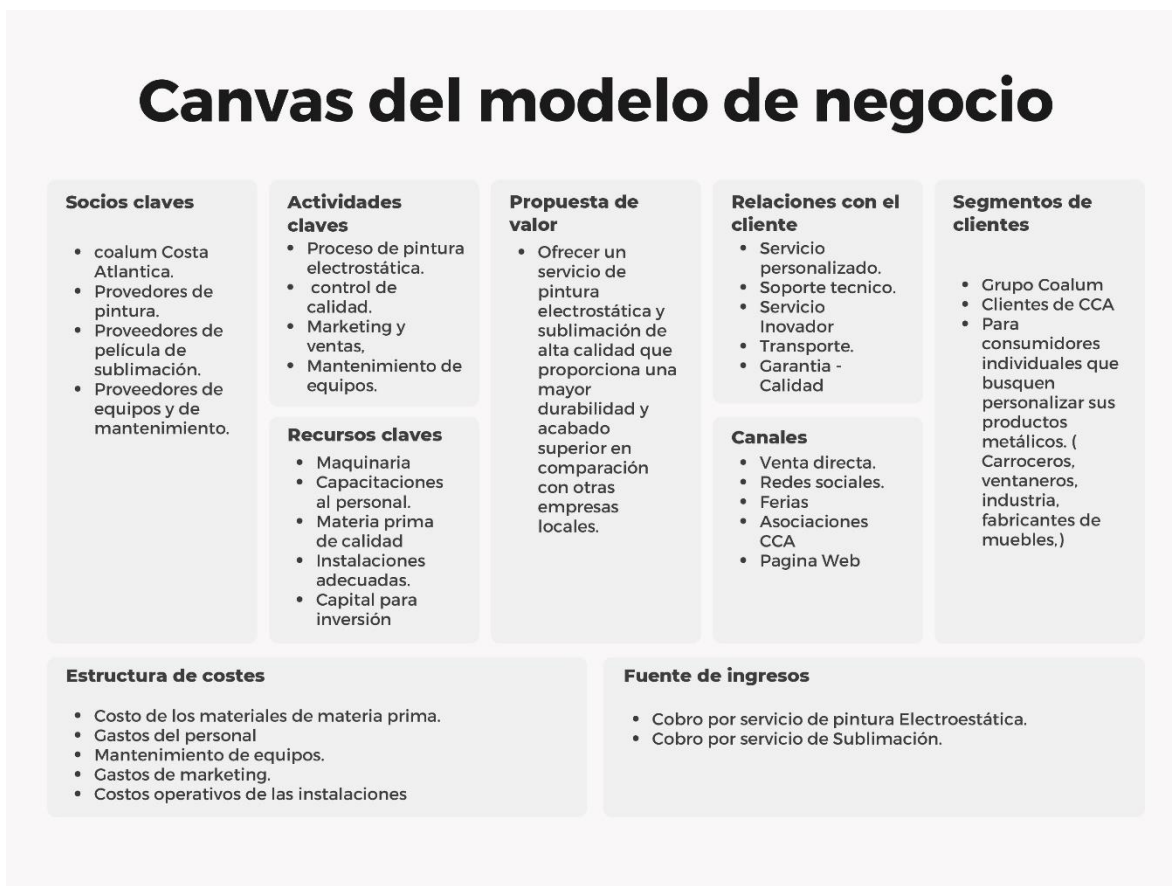 Canvas del modelo de negocio
Socios claves
• coalum Costa
Atlantica.
• Provedores de
pintura.
• Proveedores de
película de
sublimación.
• Proveedores de
equipos y de
mantenimiento.
Actividades
claves
• Proceso de pintura
electrostática.
• control de
calidad.
• Marketing y
ventas,
• Mantenimiento de
equipos.
Recursos claves
• Maquinaria
• Capacitaciones
al personal.
• Materia prima
de calidad
• Instalaciones
adecuadas.
• Capital para
inversión
Propuesta de
valor
• Ofrecer un
servicio de
pintura
electrostática y
sublimación de
alta calidad que
proporciona una
mayor
durabilidad y
acabado
superior en
comparación
con otras
empresas
locales.
Relaciones con el
cliente
• Servicio
personalizado.
• Soporte tecnico.
• Servicio
Inovador
• Transporte.
• Garantia -
Calidad
Canales
• Venta directa.
• Redes sociales.
• Ferias
• Asociaciones
CCA
• Pagina Web
Segmentos de
clientes
• Grupo Coalum
• Clientes de CCA
• Para
consumidores
individuales que
busquen
personalizar sus
productos
metálicos. (
Carroceros,
ventaneros,
industria,
fabricantes de
muebles,)
Estructura de costes
• Costo de los materiales de materia prima.
• Gastos del personal
• Mantenimiento de equipos.
• Gastos de marketing.
• Costos operativos de las instalaciones
Fuente de ingresos
• Cobro por servicio de pintura Electroestática.
• Cobro por servicio de Sublimación.